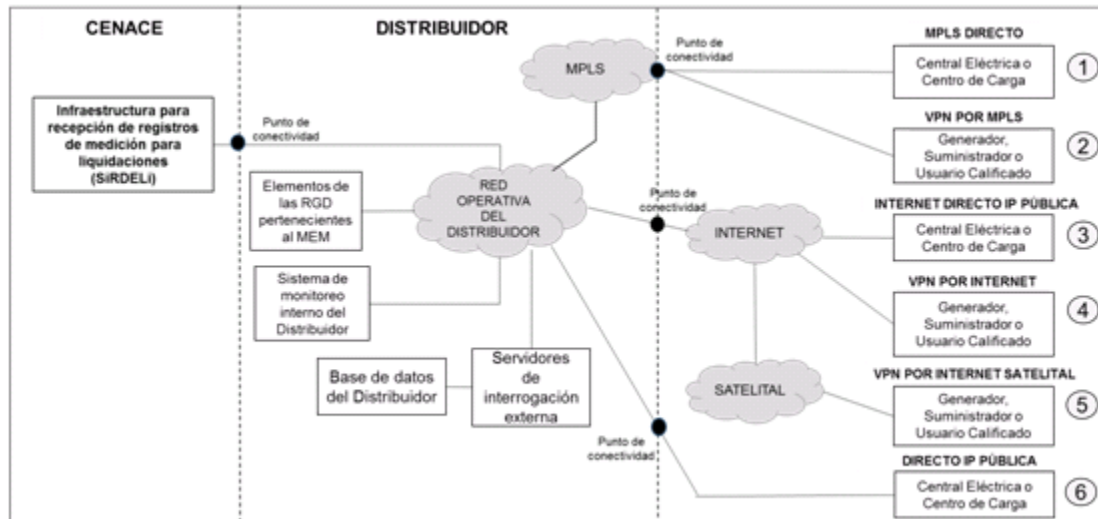 CENACE
DISTRIBUIDOR
Infraestructura para
recepción de registros
de medición para
liquidaciones
(SiRDELi)
Punto de
conectividad
MPLS
Punto de
conectividad
RED
OPERATIVA
DEL
DISTRIBUIDOR
Elementos de
las RGD
pertenecientes
al MEM
Sistema de
monitoreo
interno del
Distribuidor
Base de datos
del Distribuidor
Servidores de
interrogación
externa
Punto de
conectividad
INTERNET
SATELITAL
Punto de
conectividad
MPLS DIRECTO
Central Eléctrica o
Centro de Carga
1
VPN POR MPLS
Generador,
Suministrador o
Usuario Calificado
2
INTERNET DIRECTO IP PÚBLICA
Central Eléctrica o
Centro de Carga
3
VPN POR INTERNET
Generador,
Suministrador o
Usuario Calificado
4
VPN POR INTERNET SATELITAL
Generador,
Suministrador o
Usuario Calificado
5
DIRECTO IP PÚBLICA
Central Eléctrica o
Centro de Carga
6